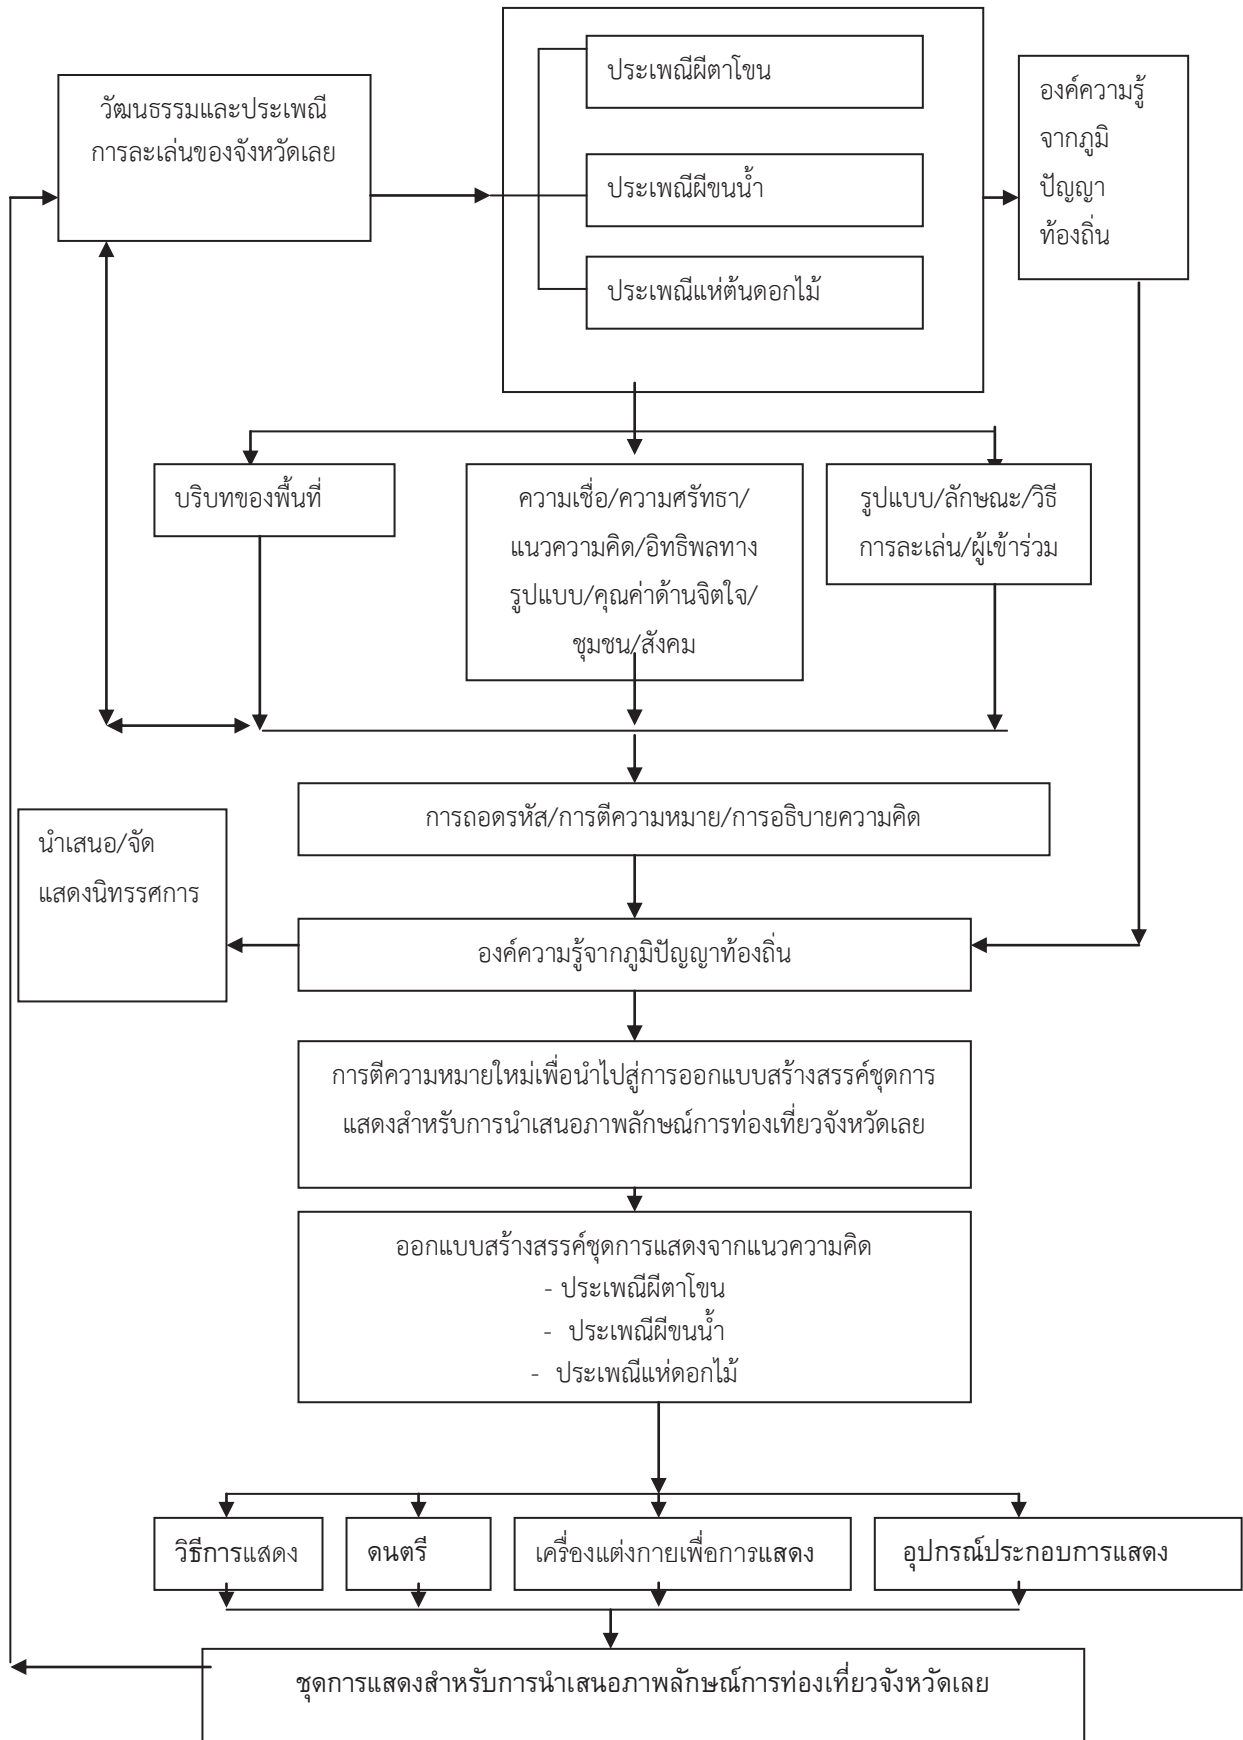 ประเพณีผีตาโขน
วัฒนธรรมและประเพณี
การละเล่นของจังหวัดเลย
ประเพณีผีขนน้ำ
ประเพณีแห่ต้นดอกไม้
องค์ความรู้
จากภูมิ
ปัญญา
ท้องถิ่น
บริบทของพื้นที่
ความเชื่อ/ความศรัทธา/
แนวความคิด/อิทธิพลทาง
รูปแบบ/คุณค่าด้านจิตใจ/
ชุมชน/สังคม
รูปแบบ/ลักษณะ/วิธี
การละเล่น/ผู้เข้าร่วม
การถอดรหัส/การตีความหมาย/การอธิบายความคิด
นำเสนอ/จัด
แสดงนิทรรศการ
องค์ความรู้จากภูมิปัญญาท้องถิ่น
การตีความหมายใหม่เพื่อนำไปสู่การออกแบบสร้างสรรค์ชุดการ
แสดงสำหรับการนำเสนอภาพลักษณ์การท่องเที่ยวจังหวัดเลย
ออกแบบสร้างสรรค์ชุดการแสดงจากแนวความคิด
- ประเพณีผีตาโขน
- ประเพณีผีขนน้ำ
- ประเพณีแห่ดอกไม้
วิธีการแสดง
ดนตรี
เครื่องแต่งกายเพื่อการแสดง
อุปกรณ์ประกอบการแสดง
ชุดการแสดงสำหรับการนำเสนอภาพลักษณ์การท่องเที่ยวจังหวัดเลย